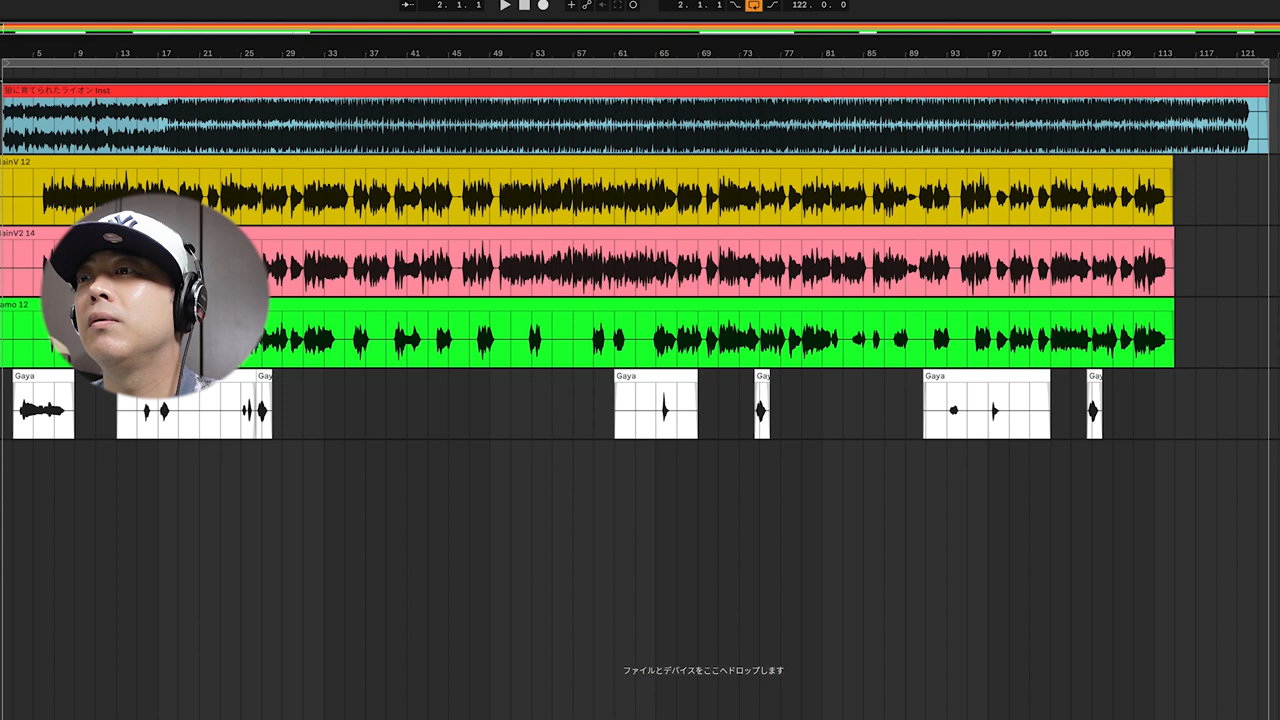 2. 1. 1 2. 1. 1 122. 0. 0
5 9 13 17 21 25 29 33 37 41 45 49 53 57 61 65 69 73 77 81 85 89 93 97 101 105 109 113 117 121
狼に育てられたライオン Inst
ainV 12
ainV2 14
amo 12
Gaya Gay Gaya Gay Gaya Gay
ファイルとデバイスをここへドロップします